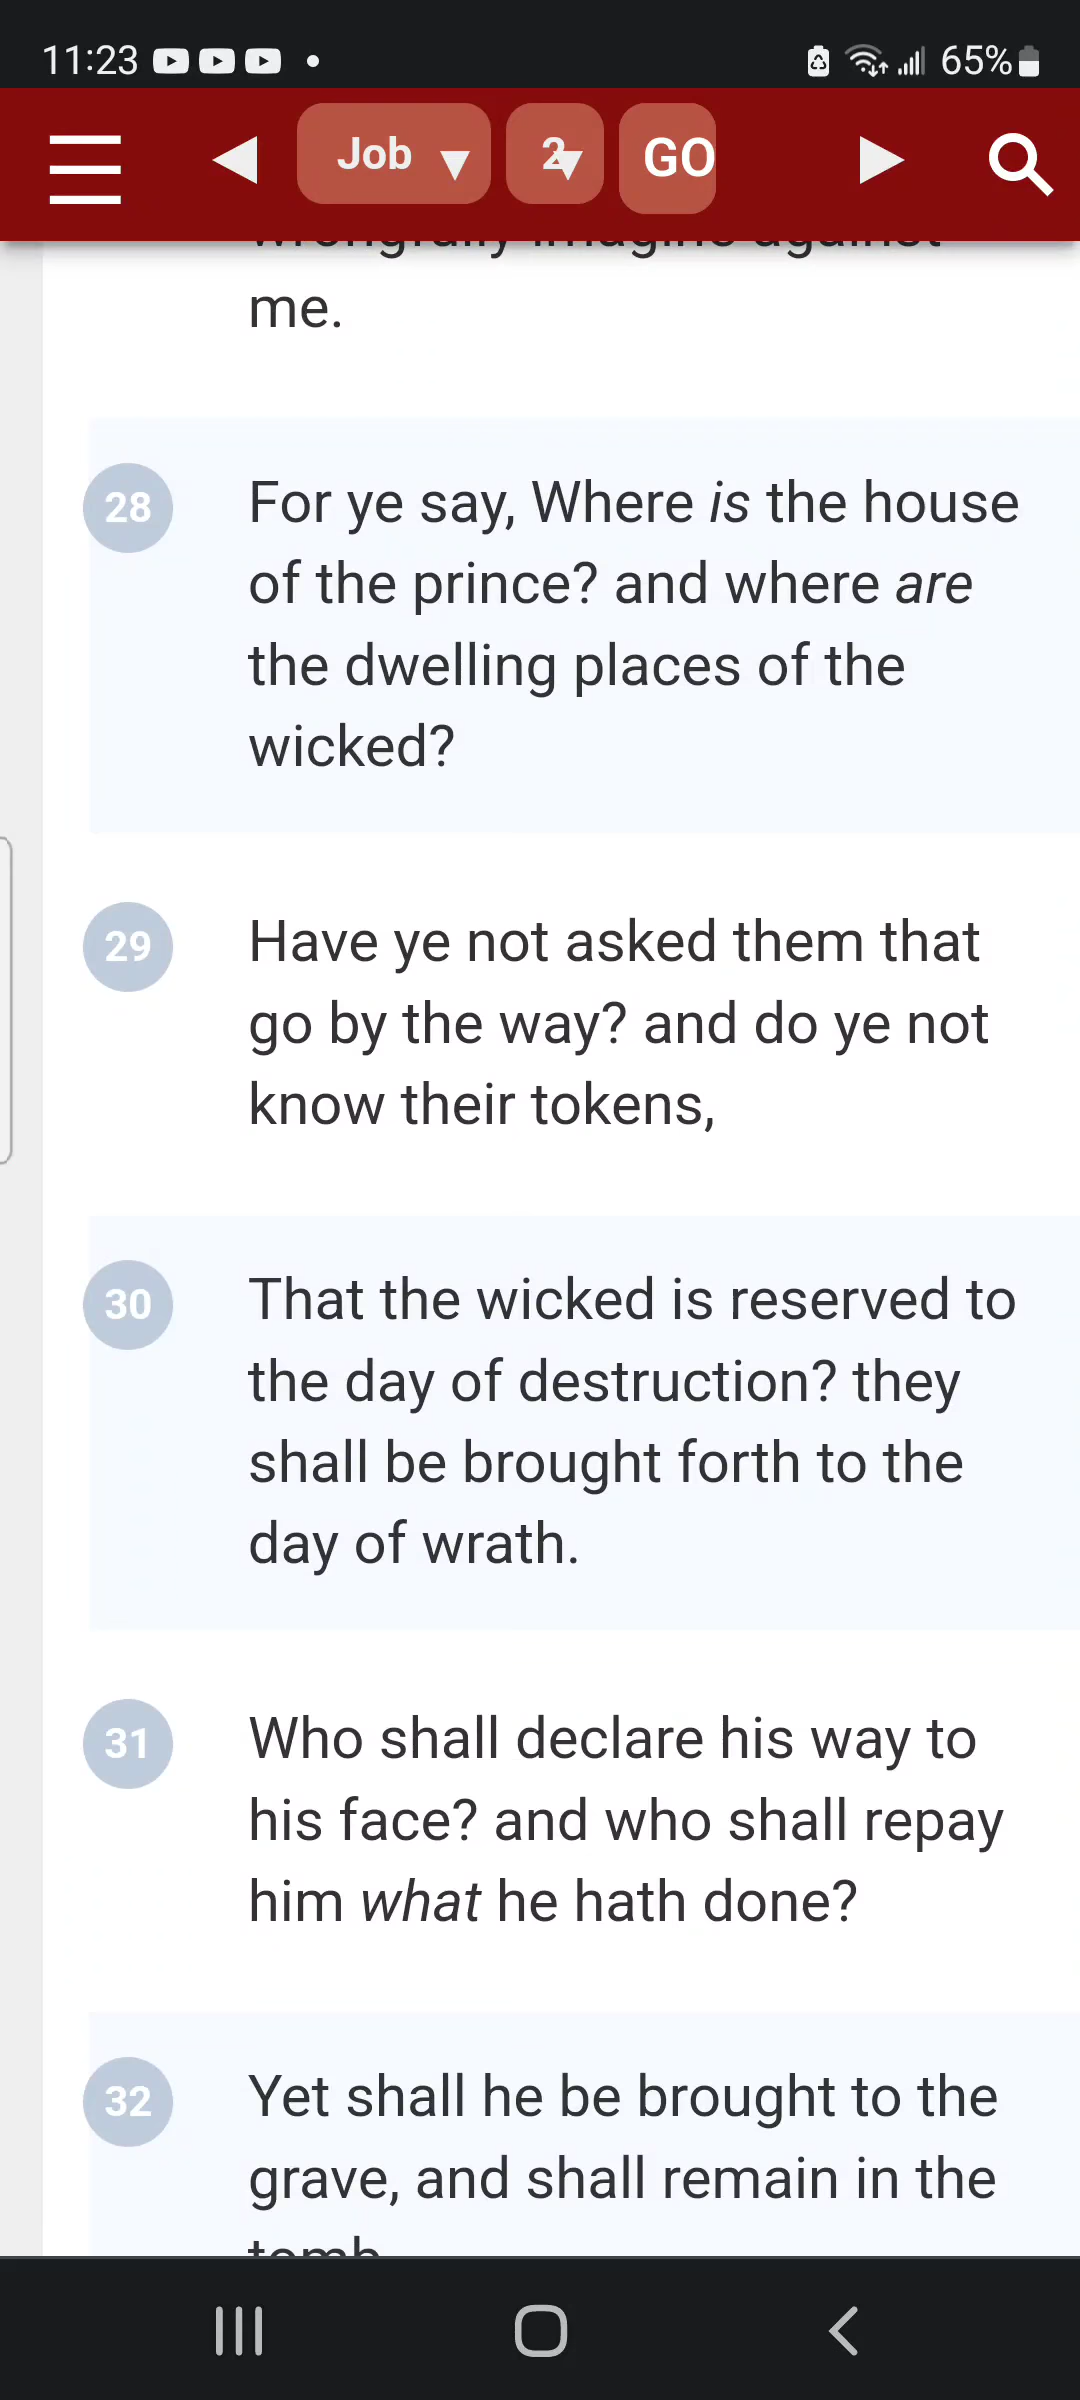 11:23
65%
Job 2 GO
wrongfully imagine against
me.
28 For ye say, Where is the house
of the prince? and where are
the dwelling places of the
wicked?
29 Have ye not asked them that
go by the way? and do ye not
know their tokens,
30 That the wicked is reserved to
the day of destruction? they
shall be brought forth to the
day of wrath.
31 Who shall declare his way to
his face? and who shall repay
him what he hath done?
32 Yet shall he be brought to the
grave, and shall remain in the
tomb